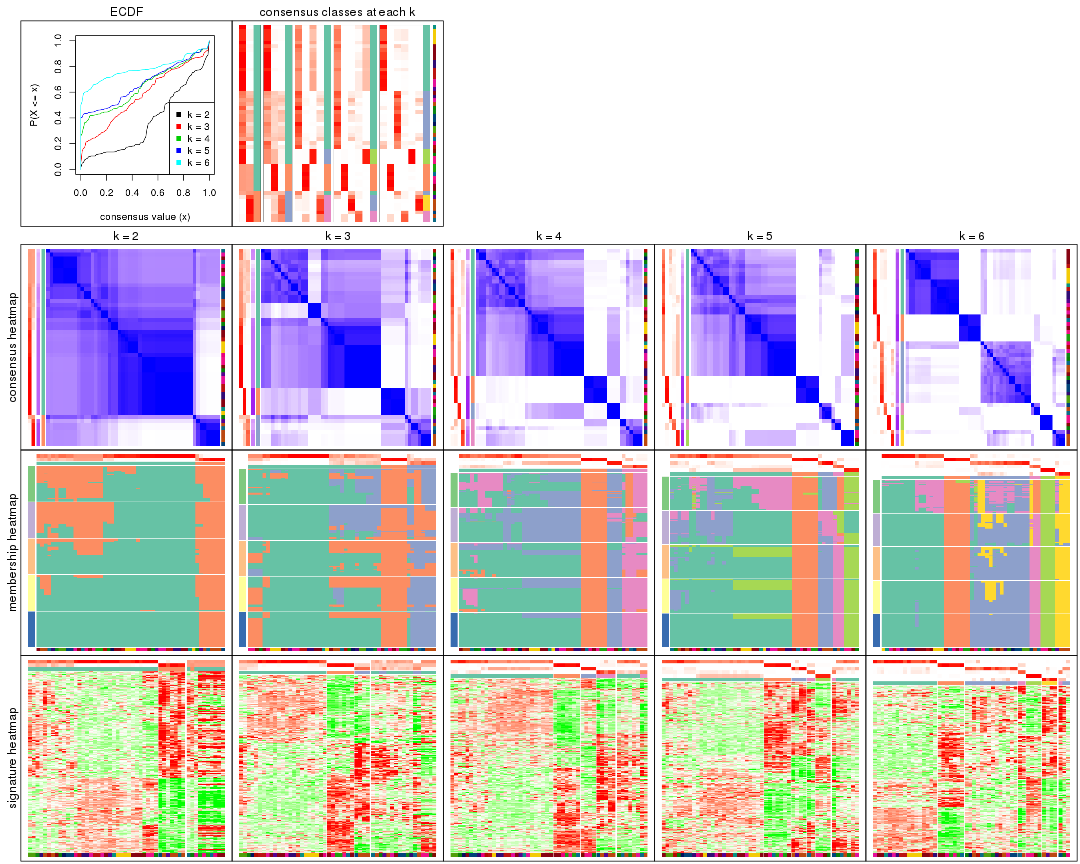 ECDF
consensus classes at each k
P(X <= x)
1.0
0.8
0.6
0.4
0.2
0.0
k = 2
k = 3
k = 4
k = 5
k = 6
0.0 0.2 0.4 0.6 0.8 1.0
consensus value (x)
k = 2
k = 3
k = 4
k = 5
k = 6
consensus heatmap
membership heatmap
signature heatmap